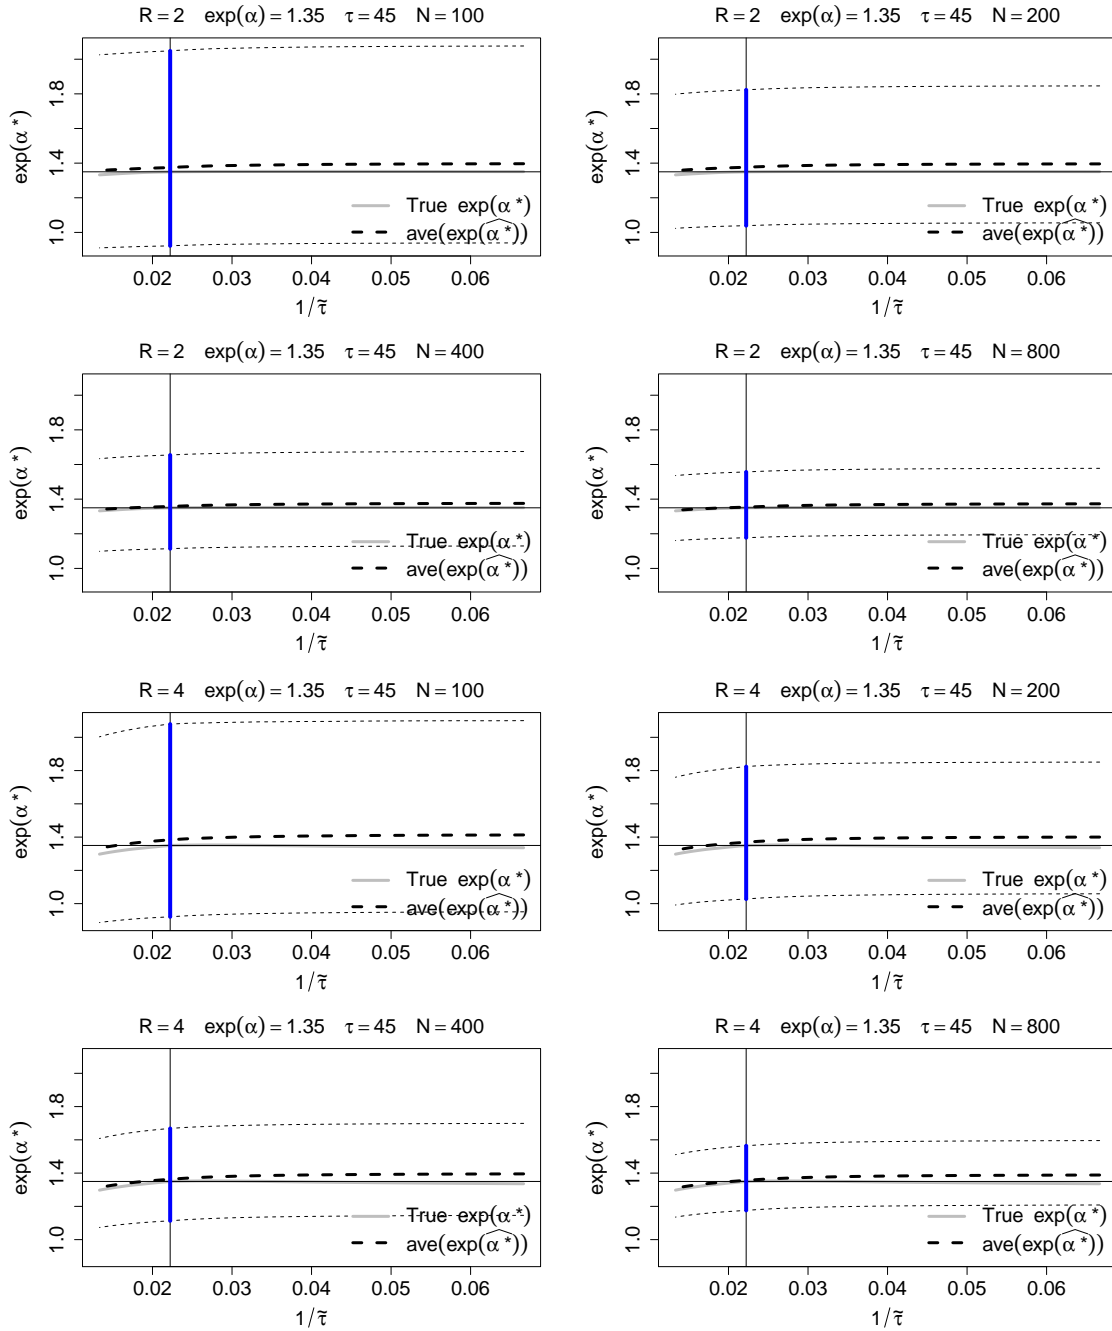 R = 2 exp(α) = 1.35 τ = 45 N = 100
exp(α*)
1.0 1.4 1.8
True exp(α*)
ave(exp(α̂*))
0.02 0.03 0.04 0.05 0.06
1/τ̃
R = 2 exp(α) = 1.35 τ = 45 N = 200
exp(α*)
1.0 1.4 1.8
True exp(α*)
ave(exp(α̂*))
0.02 0.03 0.04 0.05 0.06
1/τ̃
R = 2 exp(α) = 1.35 τ = 45 N = 400
exp(α*)
1.0 1.4 1.8
True exp(α*)
ave(exp(α̂*))
0.02 0.03 0.04 0.05 0.06
1/τ̃
R = 2 exp(α) = 1.35 τ = 45 N = 800
exp(α*)
1.0 1.4 1.8
True exp(α*)
ave(exp(α̂*))
0.02 0.03 0.04 0.05 0.06
1/τ̃
R = 4 exp(α) = 1.35 τ = 45 N = 100
exp(α*)
1.0 1.4 1.8
True exp(α*)
ave(exp(α̂*))
0.02 0.03 0.04 0.05 0.06
1/τ̃
R = 4 exp(α) = 1.35 τ = 45 N = 200
exp(α*)
1.0 1.4 1.8
True exp(α*)
ave(exp(α̂*))
0.02 0.03 0.04 0.05 0.06
1/τ̃
R = 4 exp(α) = 1.35 τ = 45 N = 400
exp(α*)
1.0 1.4 1.8
True exp(α*)
ave(exp(α̂*))
0.02 0.03 0.04 0.05 0.06
1/τ̃
R = 4 exp(α) = 1.35 τ = 45 N = 800
exp(α*)
1.0 1.4 1.8
True exp(α*)
ave(exp(α̂*))
0.02 0.03 0.04 0.05 0.06
1/τ̃